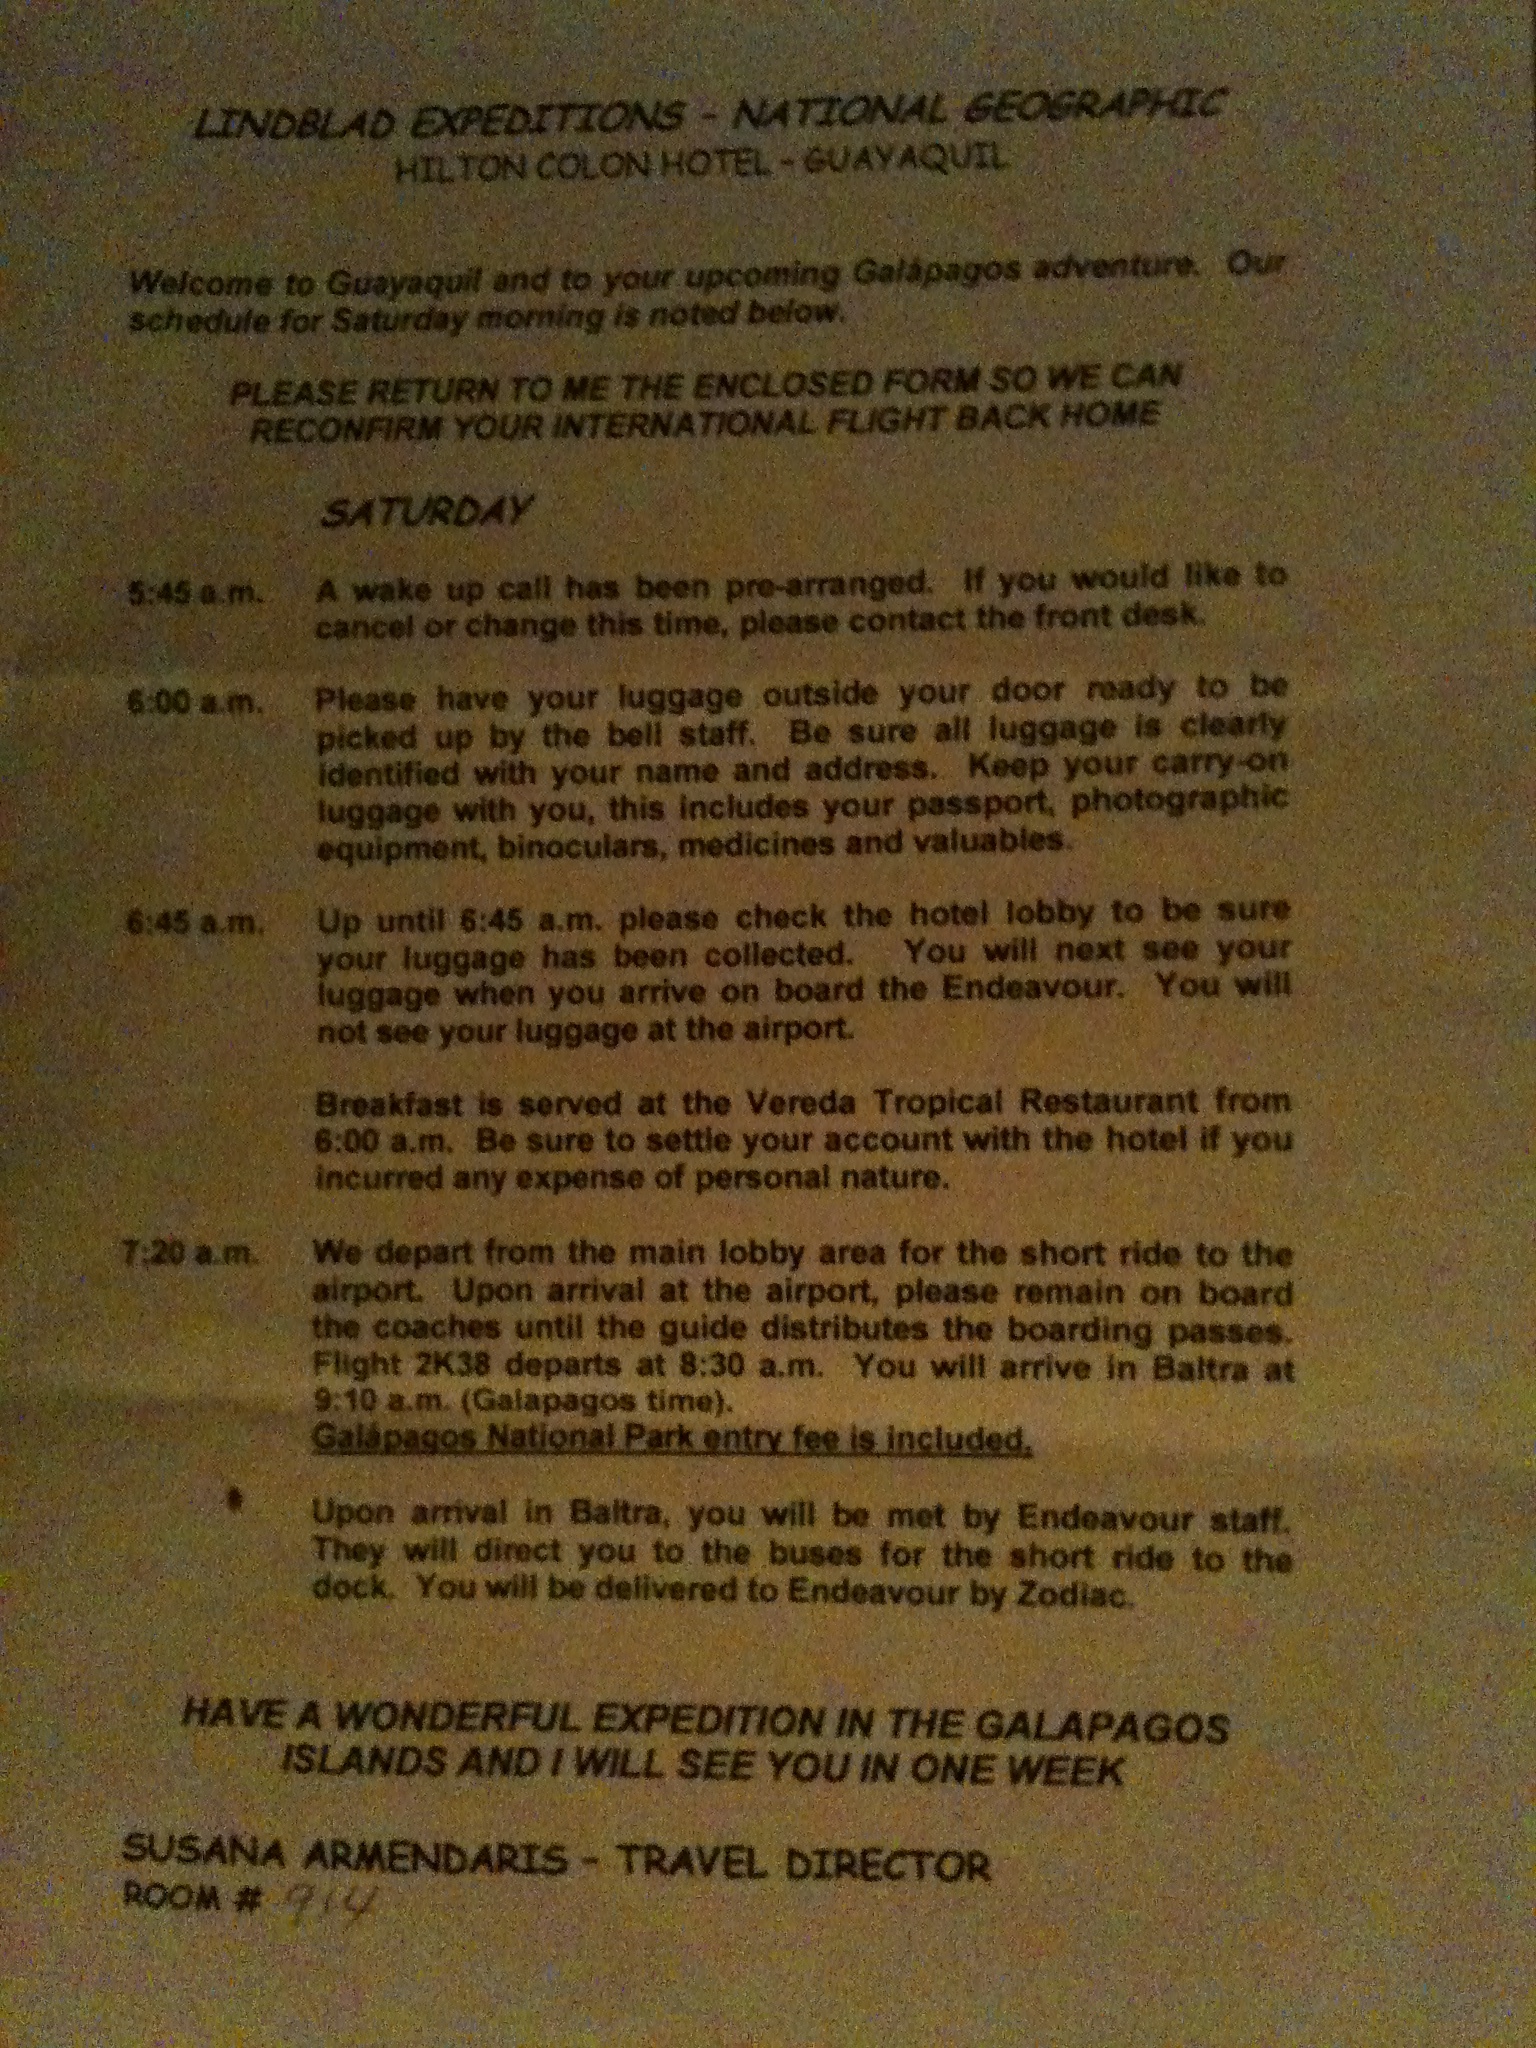 LINDBLAD EXPEDITIONS - NATIONAL GEOGRAPHIC
HILTON COLON HOTEL - GUAYAQUIL
Welcome to Guayaquil and to your upcoming Galápagos adventure. Our
schedule for Saturday morning is noted below.
PLEASE RETURN TO ME THE ENCLOSED FORM SO WE CAN
RECONFIRM YOUR INTERNATIONAL FLIGHT BACK HOME
SATURDAY
5:45 a.m. A wake up call has been pre-arranged. If you would like to
cancel or change this time, please contact the front desk.
6:00 a.m. Please have your luggage outside your door ready to be
picked up by the bell staff. Be sure all luggage is clearly
identified with your name and address. Keep your carry-on
luggage with you, this includes your passport, photographic
equipment, binoculars, medicines and valuables.
6:45 a.m. Up until 6:45 a.m. please check the hotel lobby to be sure
your luggage has been collected. You will next see your
luggage when you arrive on board the Endeavour. You will
not see your luggage at the airport.
Breakfast is served at the Vereda Tropical Restaurant from
6:00 a.m. Be sure to settle your account with the hotel if you
incurred any expense of personal nature.
7:20 a.m. We depart from the main lobby area for the short ride to the
airport. Upon arrival at the airport, please remain on board
the coaches until the guide distributes the boarding passes.
Flight 2K38 departs at 8:30 a.m. You will arrive in Baltra at
9:10 a.m. (Galapagos time).
Galápagos National Park entry fee is included.
Upon arrival in Baltra, you will be met by Endeavour staff.
They will direct you to the buses for the short ride to the
dock. You will be delivered to Endeavour by Zodiac.
HAVE A WONDERFUL EXPEDITION IN THE GALAPAGOS
ISLANDS AND I WILL SEE YOU IN ONE WEEK
SUSANA ARMENDARIS - TRAVEL DIRECTOR
ROOM # 914